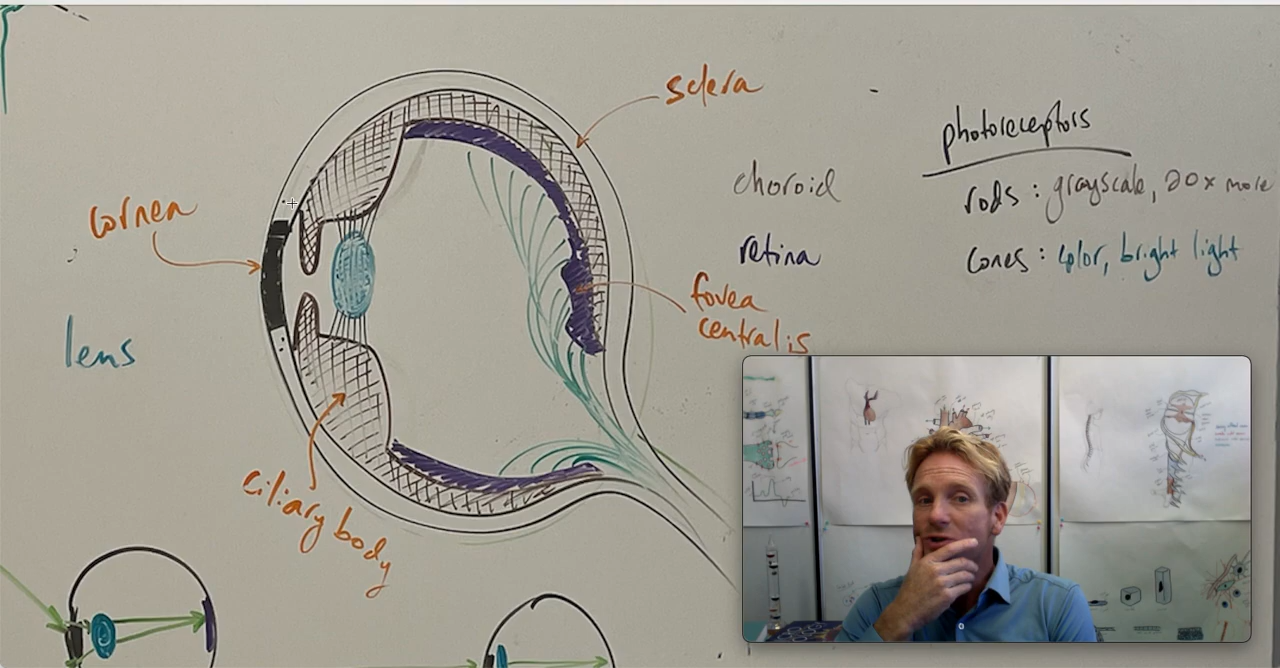 sclera
photoreceptors
choroid
rods : grayscale, 20x more
cornea
retina
cones : color, bright light
fovea
centralis
lens
ciliary body